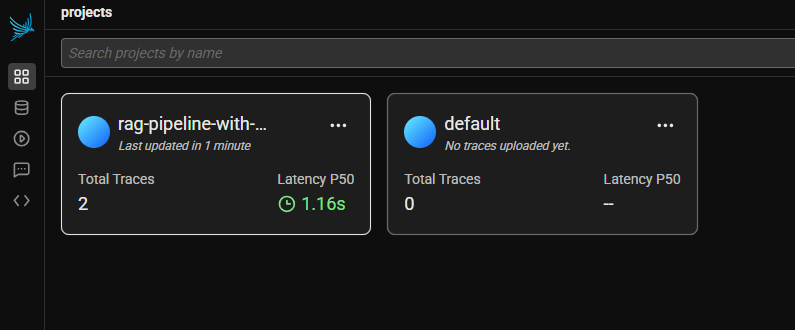 projects
Search projects by name
rag-pipeline-with-...
Last updated in 1 minute
Total Traces
Latency P50
2
1.16s
default
No traces uploaded yet.
Total Traces
Latency P50
0
--